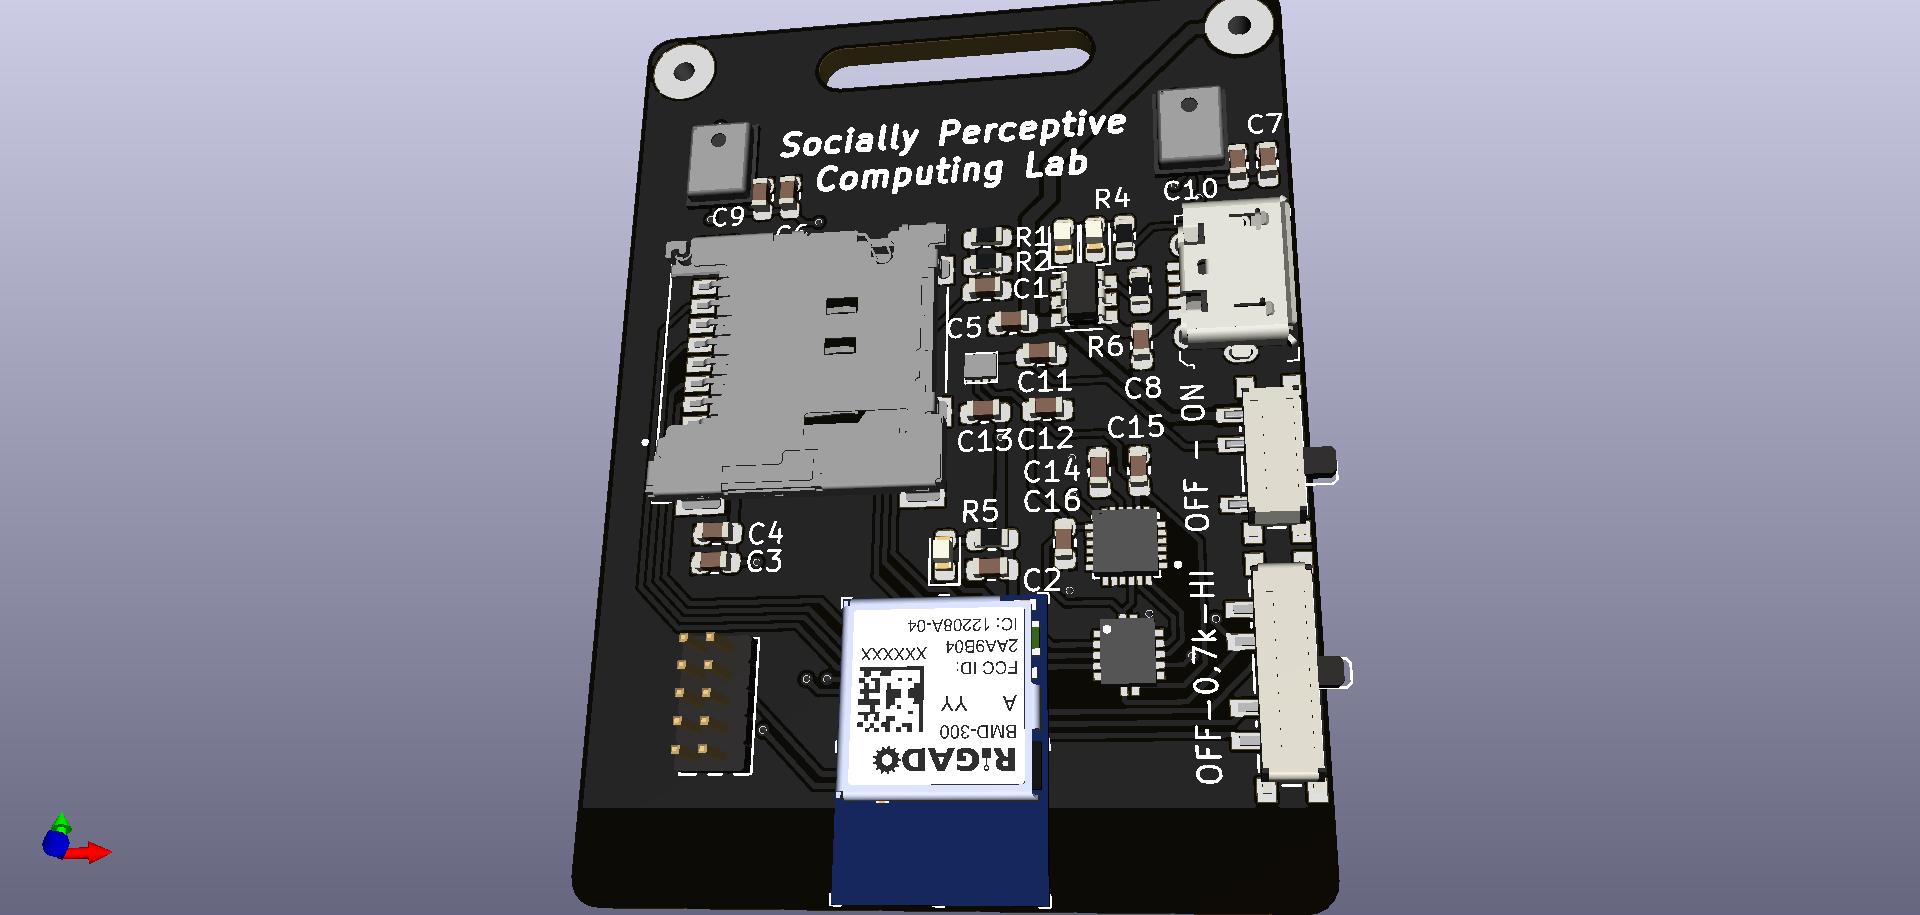 Socially Perceptive
Computing Lab
C7
C10
R4
C9
R1
R2
C1
C5
R6
C11
C8
C13
C12
C15
C14
C16
ON
OFF -
R5
C4
C3
C2
OFF-0,7k-HI
IC: 12208A-04
2AA9B04
FCC ID:
XXXXXX
A YY
BMD-300
RiGADO